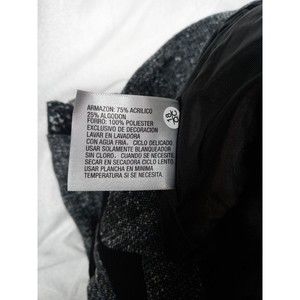 ARMAZON: 75% ACRILICO
25% ALGODON
FORRO: 100% POLIESTER
EXCLUSIVO DE DECORACION
LAVAR EN LAVADORA
CON AGUA FRIA, CICLO DELICADO
USAR SOLAMENTE BLANQUEADOR
SIN CLORO, CUANDO SE NECESITE
SECAR EN SECADORA CICLO LENTO
USAR PLANCHA EN MINIMA
TEMPERATURA SI SE NECESITA